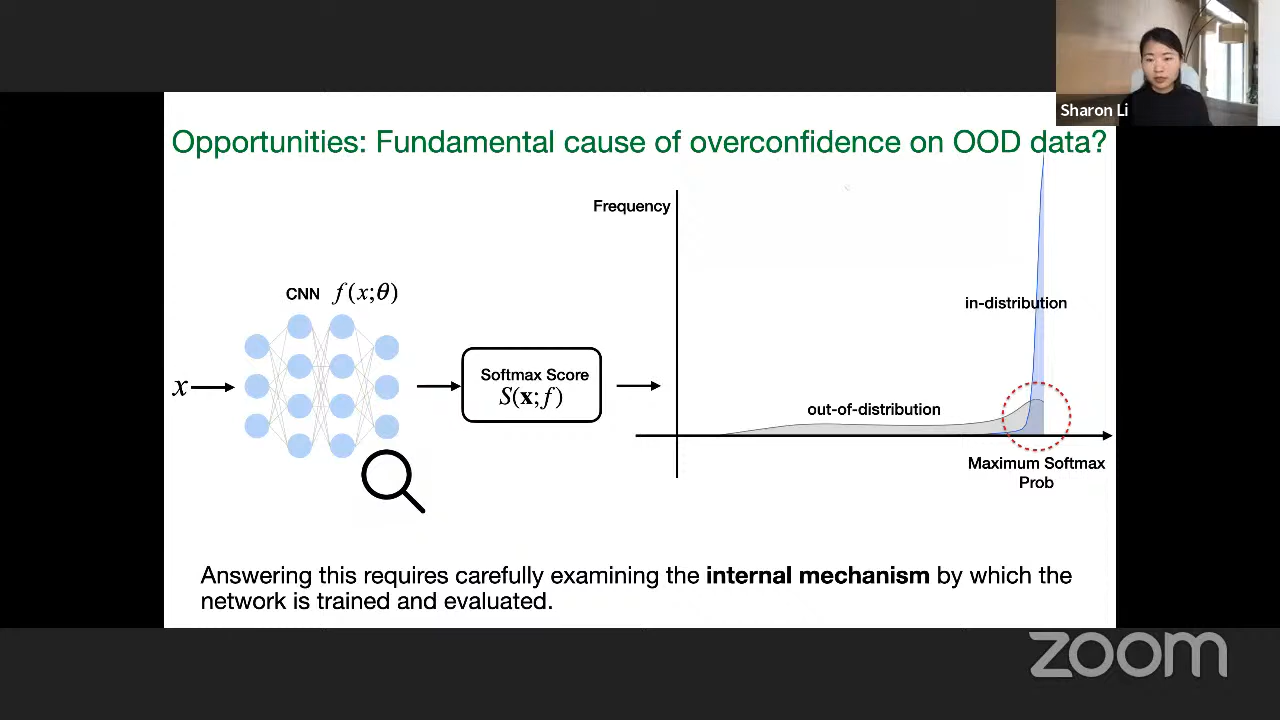 Sharon Li
Opportunities: Fundamental cause of overconfidence on OOD data?
Frequency
in-distribution
CNN f(x;θ)
x
Softmax Score
S(x; f)
out-of-distribution
Maximum Softmax
Prob
Answering this requires carefully examining the internal mechanism by which the
network is trained and evaluated.
zoom